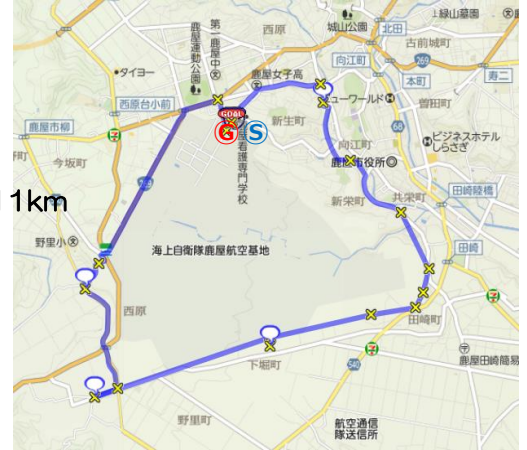 緑山墓園
城山公園
北田
鹿屋運動公園
第一鹿屋中
西原
古前城町
向江町
269
タイヨー
鹿屋女子高
本町
寿二
西原台小前
ニューワールド
曽田町
GOAL
G
S
新生町
68
鹿屋市柳
屋看護専門学校
向江町
ビジネスホテル
しらさぎ
今坂町
鹿屋市役所
1km
新栄町
共栄町
田崎陸橋
野里小
海上自衛隊鹿屋航空基地
田崎
西原
田崎町
下堀町
鹿屋田崎簡易
540
野里町
航空通信
隊送信所